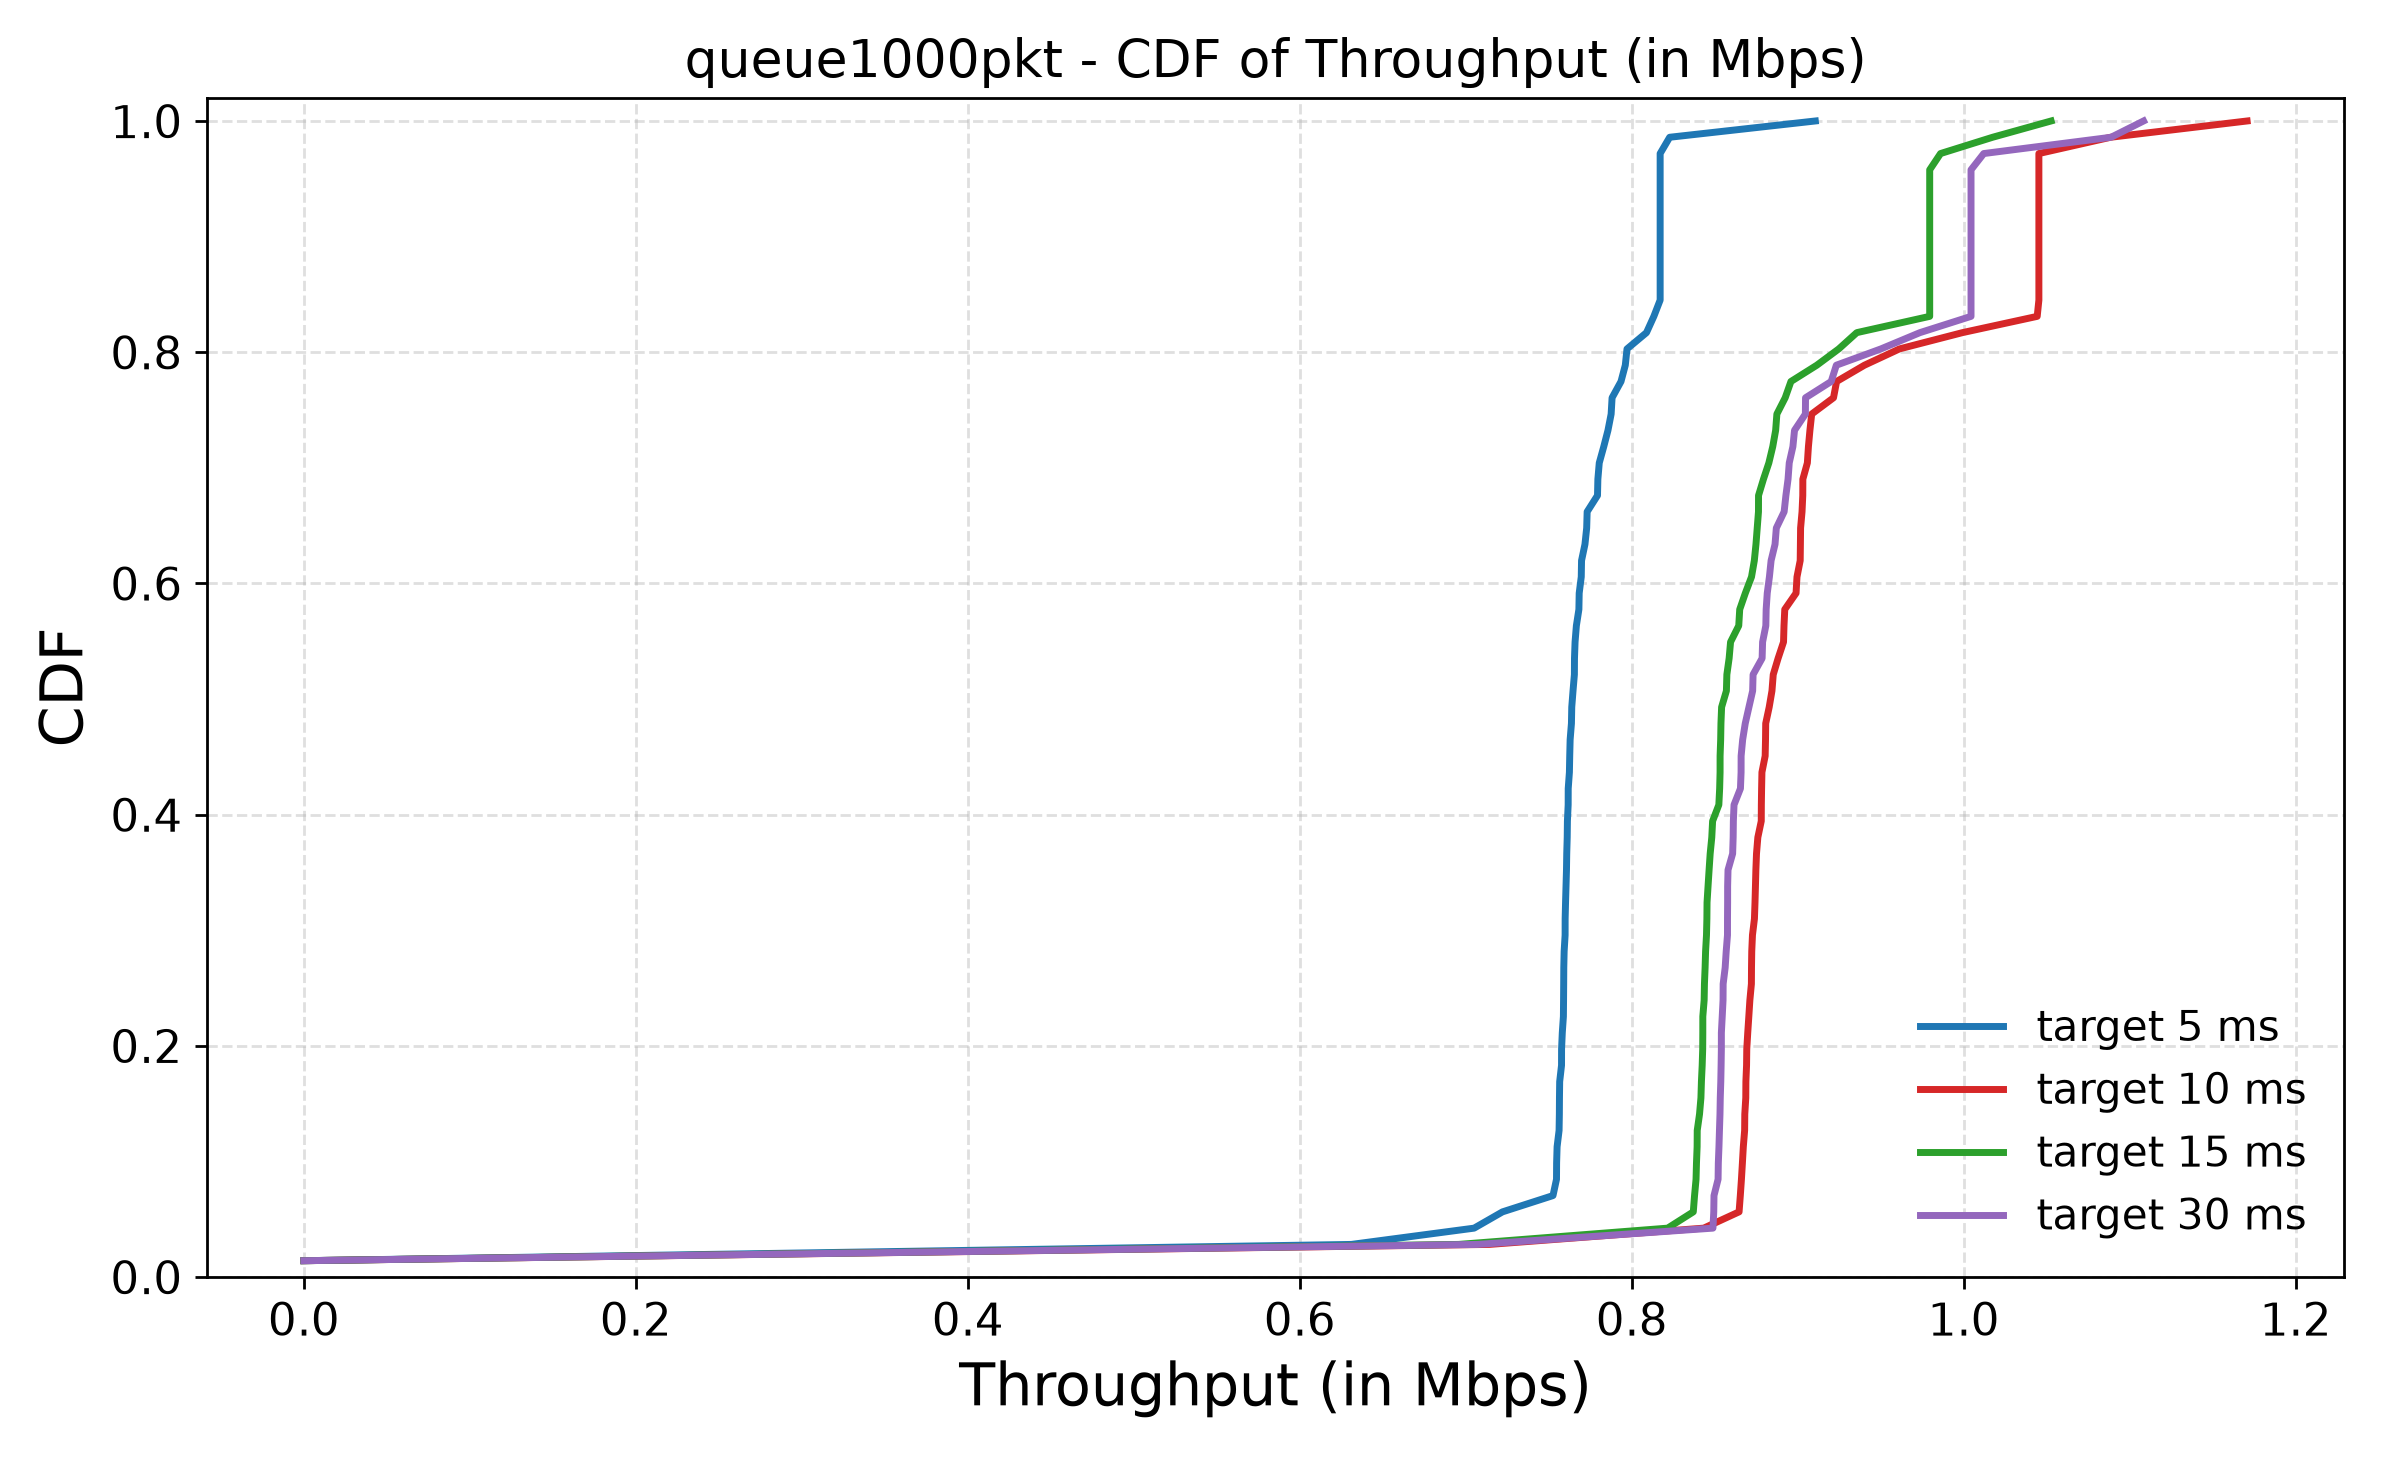 queue1000pkt - CDF of Throughput (in Mbps)
1.0
0.8
0.6
0.4
0.2
0.0
CDF
target 5 ms
target 10 ms
target 15 ms
target 30 ms
0.0 0.2 0.4 0.6 0.8 1.0 1.2
Throughput (in Mbps)